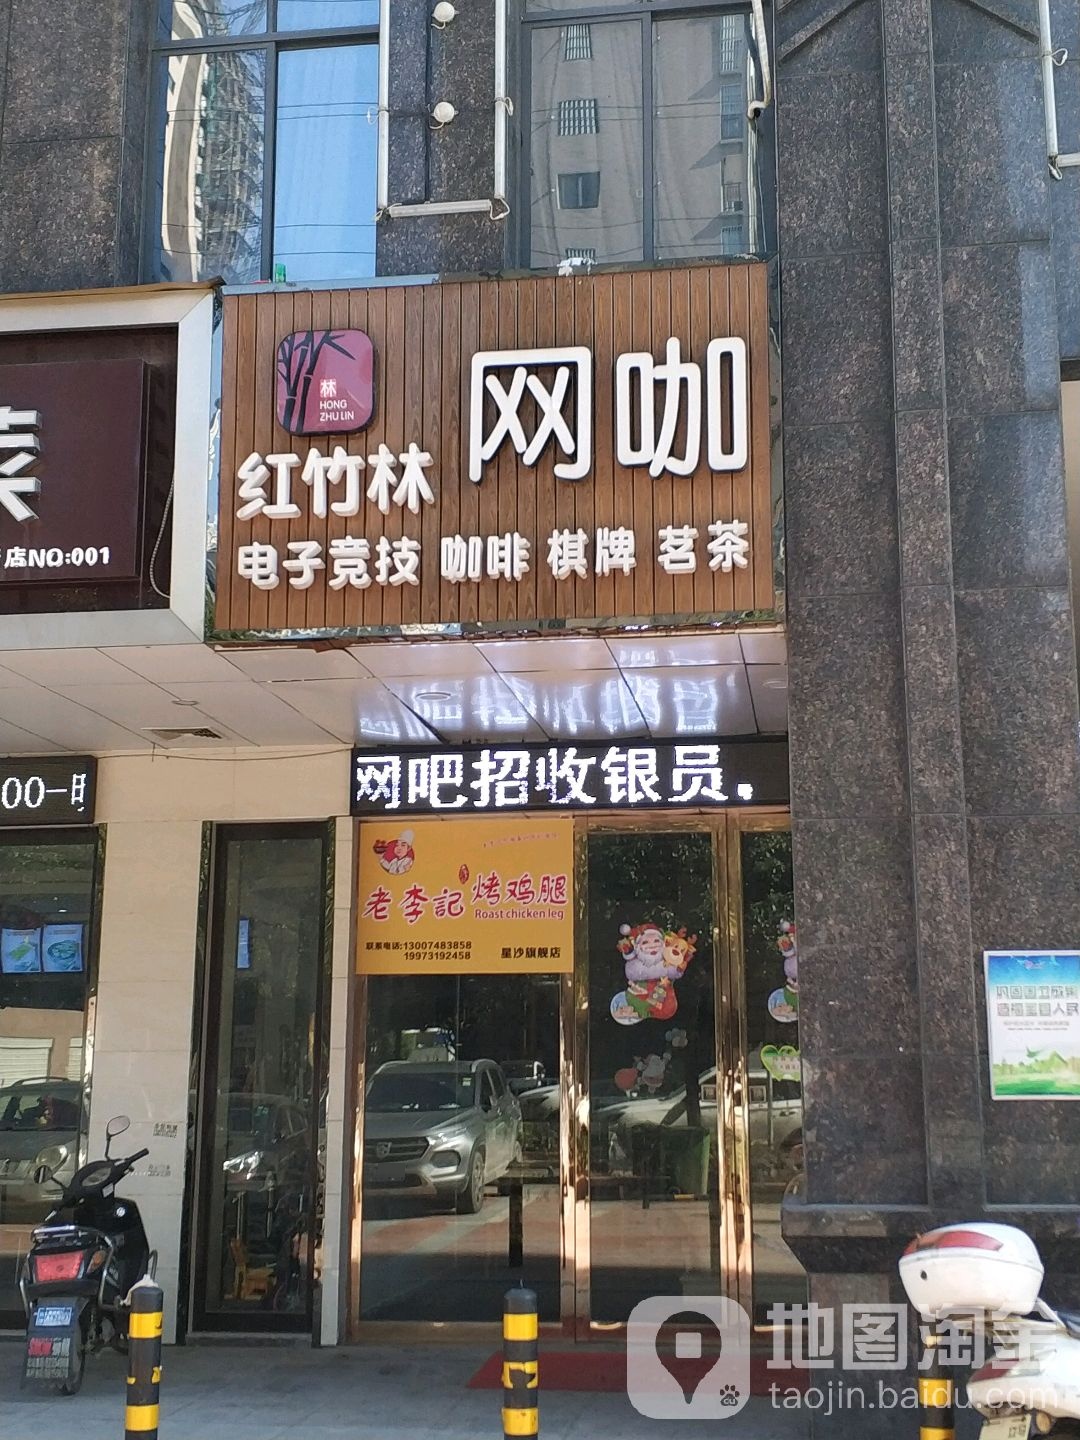 网咖
林
HONG
ZHU LIN
红竹林
电子竞技 咖啡 棋牌 茗茶
菜
店NO:001
网吧招收银员.
00-
老李記 烤鸡腿
Roast chicken leg
联系电话:13007483858
19973192458 星沙旗舰店
地图淘金
taojin.baidu.com